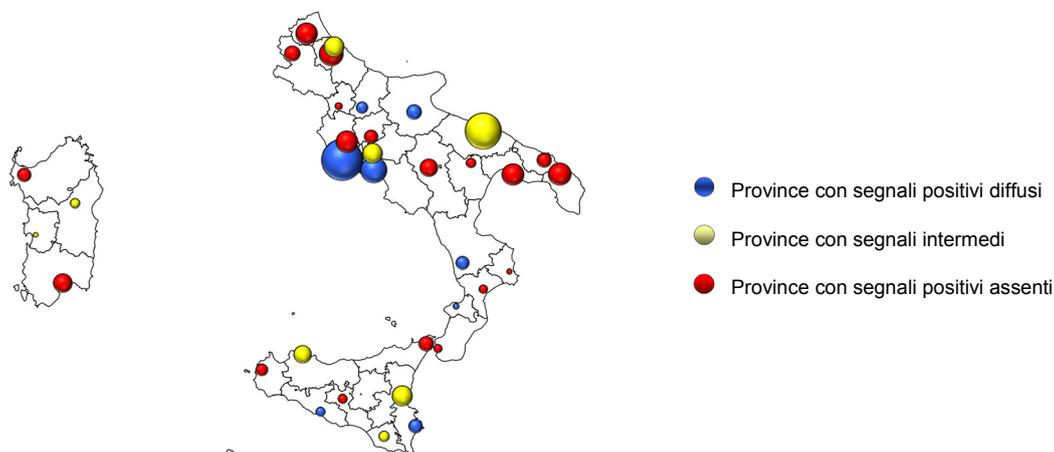 Province con segnali positivi diffusi
Province con segnali intermedi
Province con segnali positivi assenti